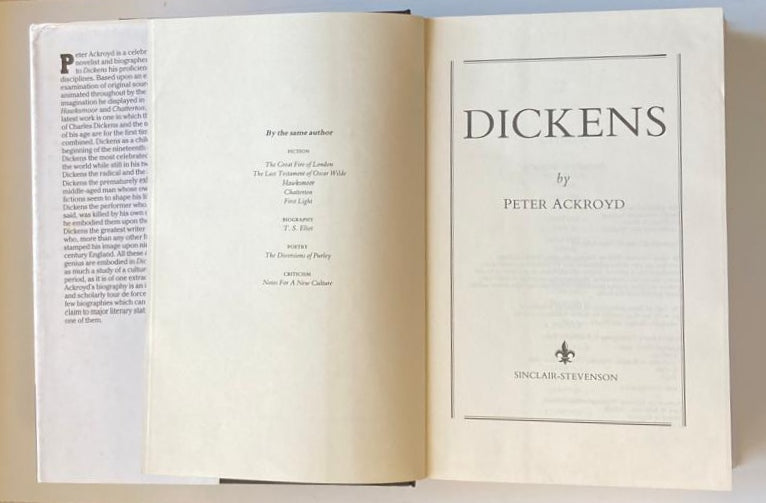 Peter Ackroyd is a celebr
novelist and biographe
to Dickens his proficien
disciplines. Based upon an e
examination of original sour
animated throughout by the
imagination he displayed in
Hawksmoor and Chatterton,
latest work is one in which th
of Charles Dickens and the
of his age are for the first tim
combined. Dickens as a chil
beginning of the nineteenth
Dickens the most celebrated
the world while still in his tw
Dickens the radical and the
Dickens the prematurely
middle-aged man whose ow
fictions seem to shape his li
Dickens the performer who
said, was killed by his own
he embodied them upon the
Dickens the greatest writer
who, more than any other
stamped his image upon
century England. All these
genius are embodied in Dic
as much a study of a cultur
period, as it is of one extrao
Ackroyd's biography is an
and scholarly tour de force
few biographies which can
claim to major literary stat
one of them.
By the same author
FICTION
The Great Fire of London
The Last Testament of Oscar Wilde
Hawksmoor
Chatterton
First Light
BIOGRAPHY
T. S. Eliot
POETRY
The Diversions of Purley
CRITICISM
Notes For A New Culture
DICKENS
by
PETER ACKROYD
SINCLAIR-STEVENSON